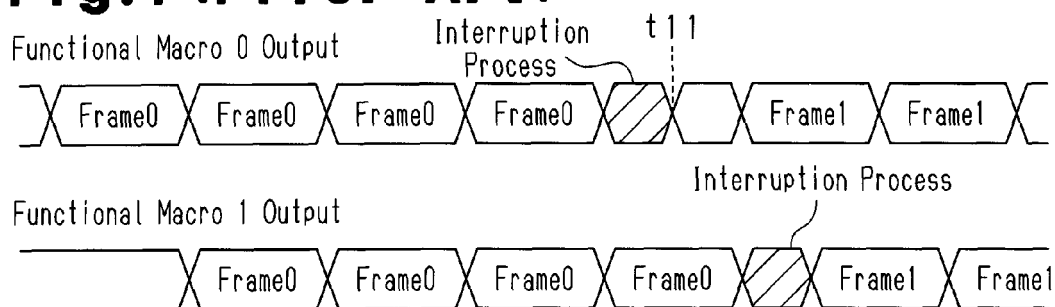 Functional Macro 0 Output
Interruption Process
t11
Frame0 Frame0 Frame0 Frame0 Frame1 Frame1
Interruption Process
Functional Macro 1 Output
Frame0 Frame0 Frame0 Frame0 Frame1 Frame1